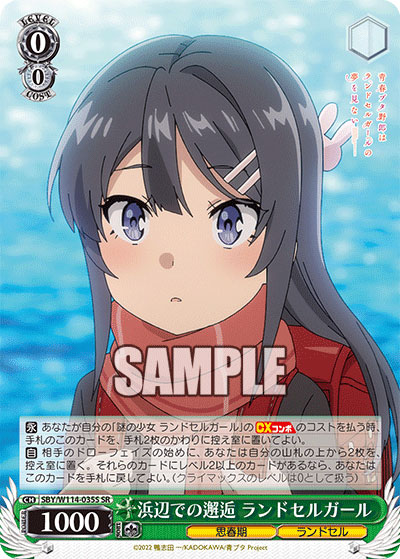 LEVEL
0
0
COST
青春ブタ野郎は
ランドセルガールの
夢を見ない
SAMPLE
永 あなたが自分の「謎の少女 ランドセルガール」の CXコンボ のコストを払う時、
手札のこのカードを、手札2枚のかわりに控え室に置いてよい。
自 相手のドローフェイズの始めに、あなたは自分の山札の上から2枚を、
控え室に置く。それらのカードにレベル2以上のカードがあるなら、あなたは
このカードを手札に戻してよい。(クライマックスのレベルは0として扱う)
CH SBY/W114-035S SR
1000
浜辺での邂逅 ランドセルガール
思春期
ランドセル
©2022 鴨志田 一/KADOKAWA/青ブタ Project